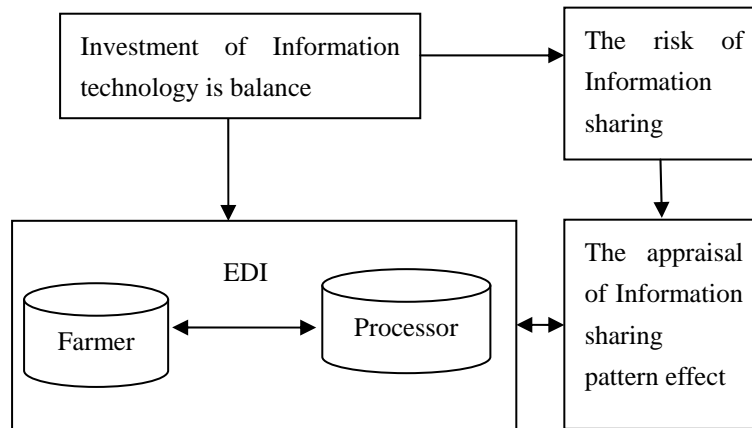 Investment of Information
technology is balance
The risk of
Information
sharing
EDI
Farmer
Processor
The appraisal
of Information
sharing
pattern effect